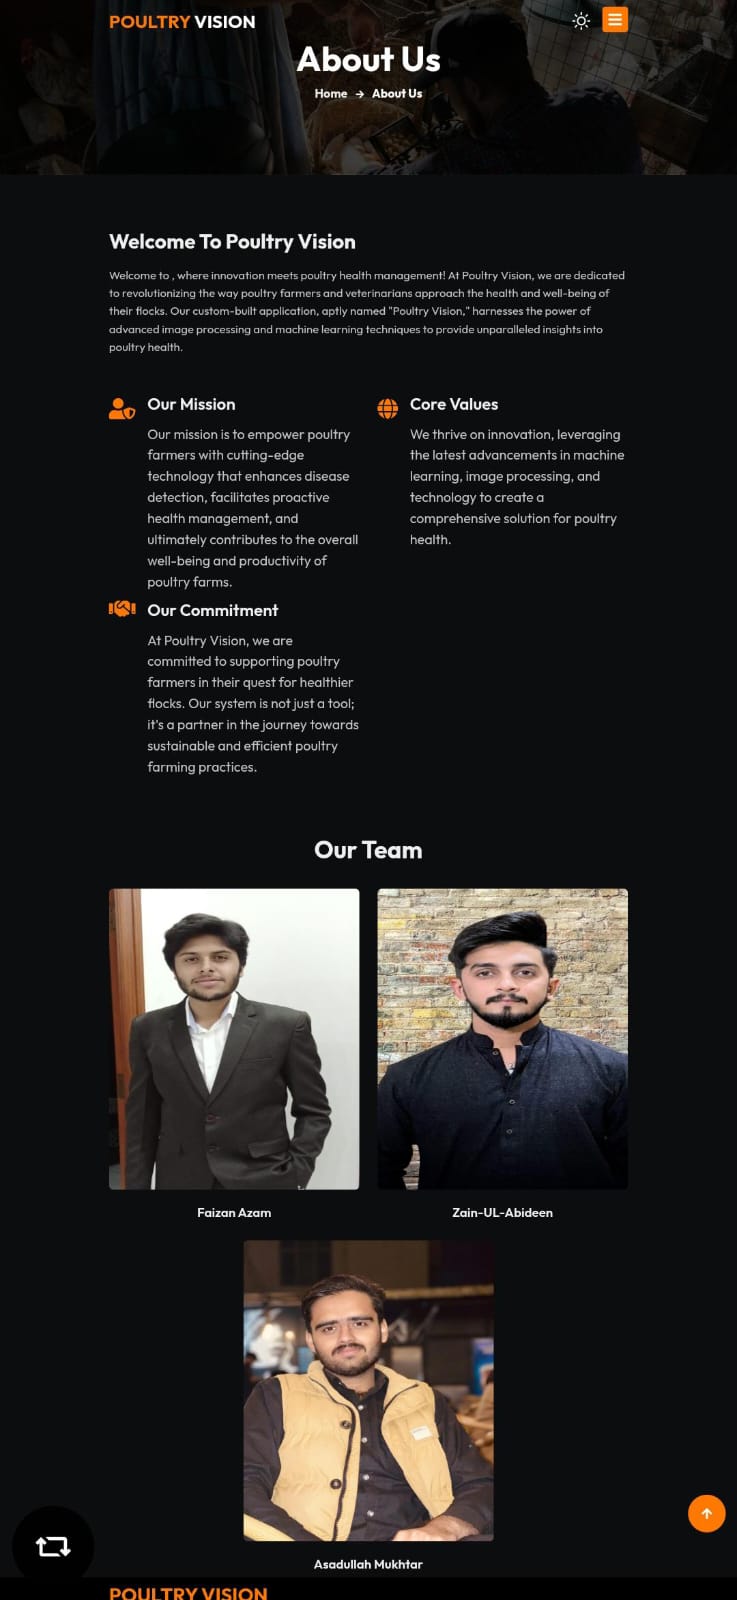 POULTRY VISION
About Us
Home → About Us
Welcome To Poultry Vision
Welcome to , where innovation meets poultry health management! At Poultry Vision, we are dedicated
to revolutionizing the way poultry farmers and veterinarians approach the health and well-being of
their flocks. Our custom-built application, aptly named "Poultry Vision," harnesses the power of
advanced image processing and machine learning techniques to provide unparalleled insights into
poultry health.
Our Mission
Our mission is to empower poultry
farmers with cutting-edge
technology that enhances disease
detection, facilitates proactive
health management, and
ultimately contributes to the overall
well-being and productivity of
poultry farms.
Core Values
We thrive on innovation, leveraging
the latest advancements in machine
learning, image processing, and
technology to create a
comprehensive solution for poultry
health.
Our Commitment
At Poultry Vision, we are
committed to supporting poultry
farmers in their quest for healthier
flocks. Our system is not just a tool;
it's a partner in the journey towards
sustainable and efficient poultry
farming practices.
Our Team
Faizan Azam
Zain-UL-Abideen
Asadullah Mukhtar
POULTRY VISION